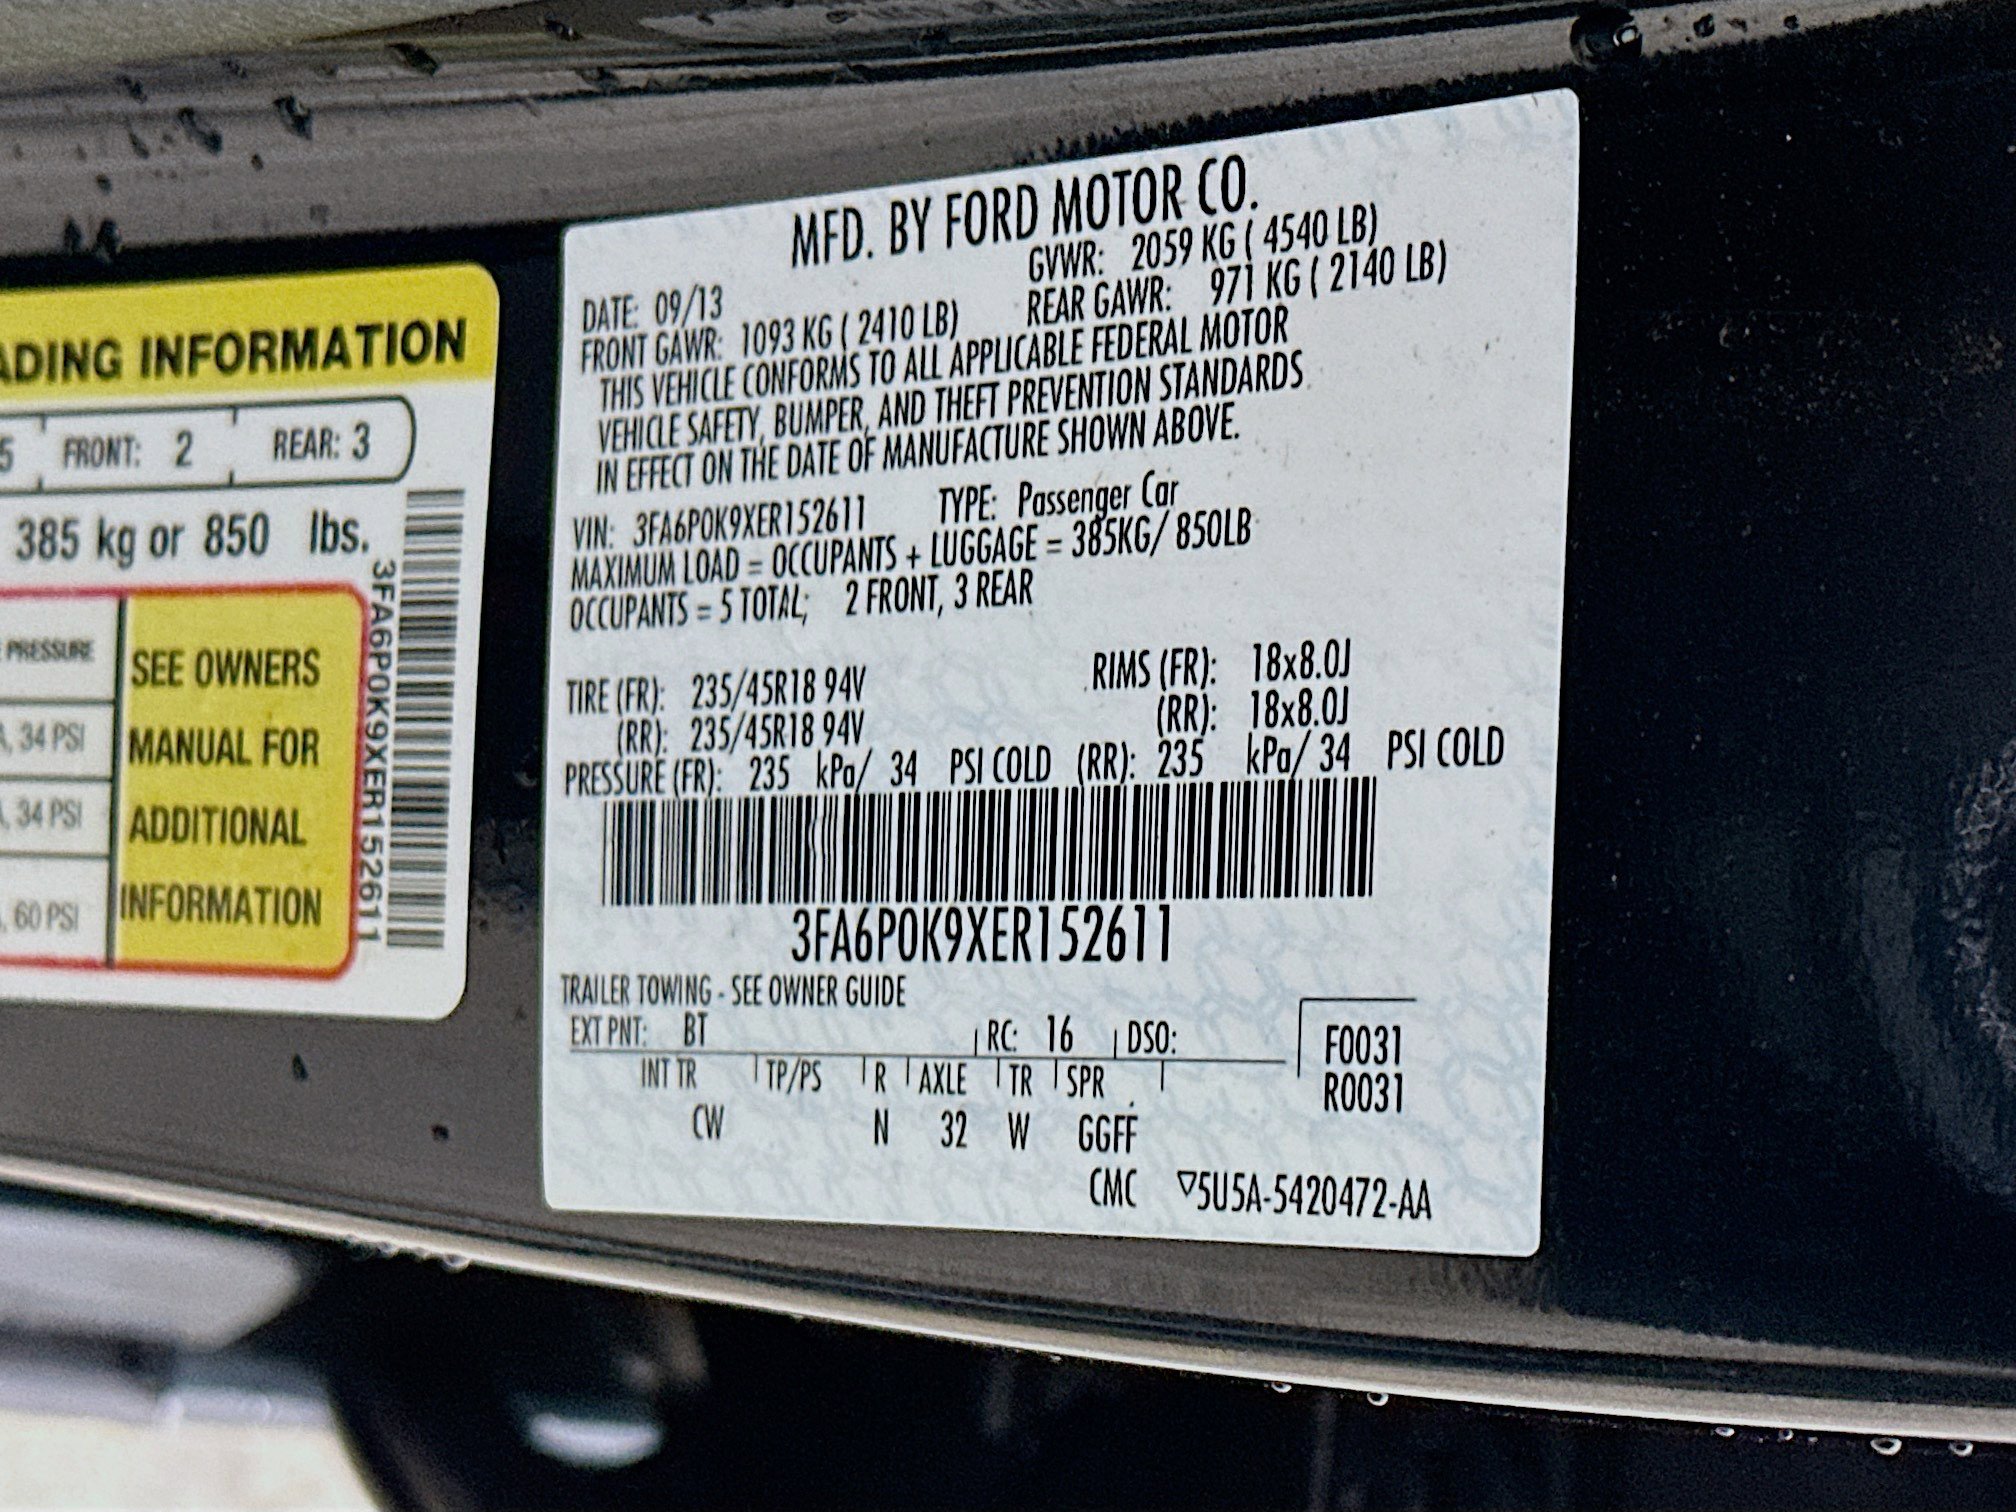 ADING INFORMATION
5 FRONT: 2 REAR: 3
385 kg or 850 lbs.
PRESSURE
, 34 PSI
, 34 PSI
, 60 PSI
SEE OWNERS
MANUAL FOR
ADDITIONAL
INFORMATION
3FA6P0K9XER152611
MFD. BY FORD MOTOR CO.
DATE: 09/13 GVWR: 2059 KG ( 4540 LB)
FRONT GAWR: 1093 KG ( 2410 LB) REAR GAWR: 971 KG ( 2140 LB)
THIS VEHICLE CONFORMS TO ALL APPLICABLE FEDERAL MOTOR
VEHICLE SAFETY, BUMPER, AND THEFT PREVENTION STANDARDS
IN EFFECT ON THE DATE OF MANUFACTURE SHOWN ABOVE.
VIN: 3FA6P0K9XER152611 TYPE: Passenger Car
MAXIMUM LOAD = OCCUPANTS + LUGGAGE = 385KG/ 850LB
OCCUPANTS = 5 TOTAL; 2 FRONT, 3 REAR
TIRE (FR): 235/45R18 94V RIMS (FR): 18x8.0J
(RR): 235/45R18 94V (RR): 18x8.0J
PRESSURE (FR): 235 kPa/ 34 PSI COLD (RR): 235 kPa/ 34 PSI COLD
3FA6P0K9XER152611
TRAILER TOWING - SEE OWNER GUIDE
EXT PNT: BT RC: 16 DSO: F0031
INT TR TP/PS R AXLE TR SPR R0031
CW N 32 W GGFF
CMC ▽5U5A-5420472-AA